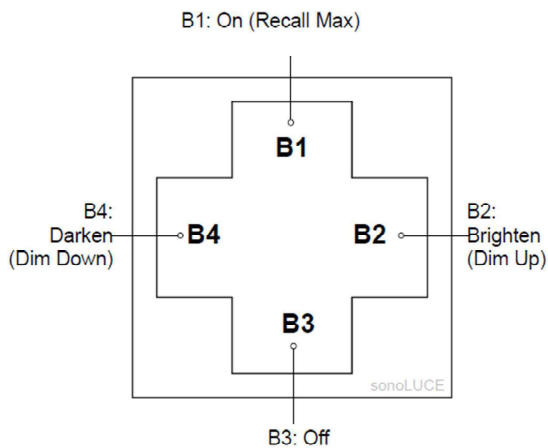 B1: On (Recall Max)
B1
B4:
Darken
(Dim Down)
B4
B2
B2:
Brighten
(Dim Up)
B3
sonoLUCE
B3: Off